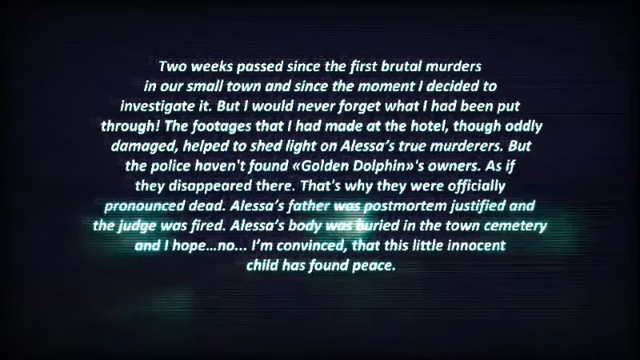 Two weeks passed since the first brutal murders
in our small town and since the moment I decided to
investigate it. But I would never forget what I had been put
through! The footages that I had made at the hotel, though oddly
damaged, helped to shed light on Alessa's true murderers. But
the police haven't found «Golden Dolphin»'s owners. As if
they disappeared there. That's why they were officially
pronounced dead. Alessa's father was postmortem justified and
the judge was fired. Alessa's body was buried in the town cemetery
and I hope...no... I'm convinced, that this little innocent
child has found peace.